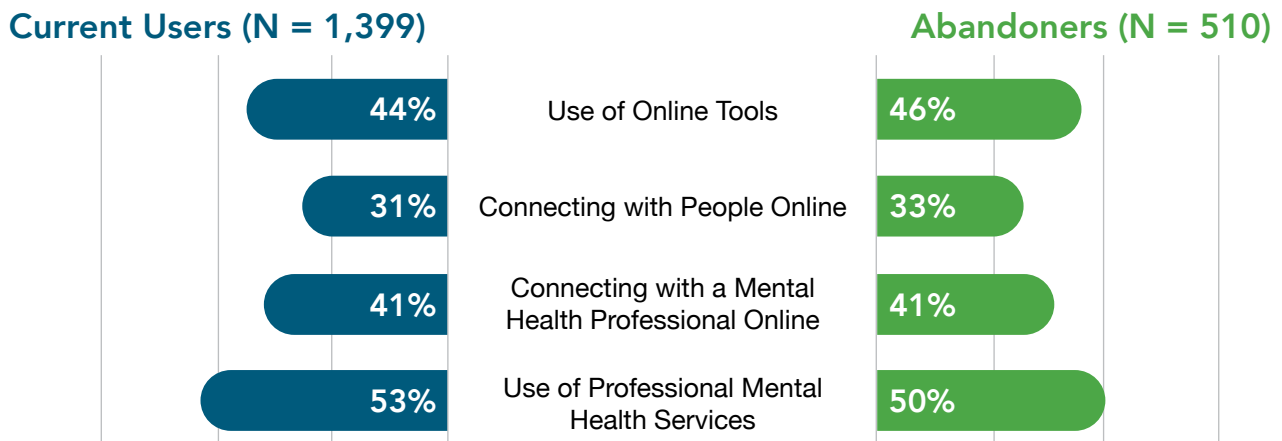 Current Users (N = 1,399)
Abandoners (N = 510)
44%
Use of Online Tools
46%
31%
Connecting with People Online
33%
41%
Connecting with a Mental
Health Professional Online
41%
53%
Use of Professional Mental
Health Services
50%